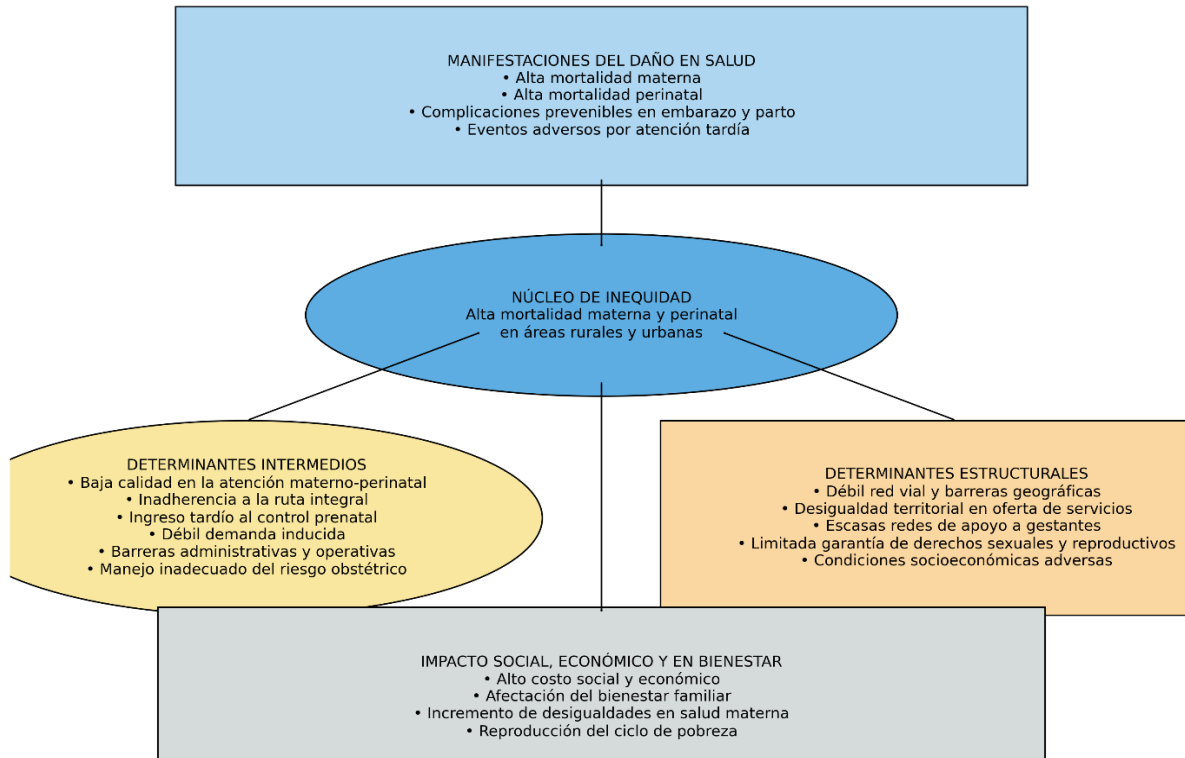 MANIFESTACIONES DEL DAÑO EN SALUD
• Alta mortalidad materna
• Alta mortalidad perinatal
• Complicaciones prevenibles en embarazo y parto
• Eventos adversos por atención tardía
NÚCLEO DE INEQUIDAD
Alta mortalidad materna y perinatal
en áreas rurales y urbanas
DETERMINANTES INTERMEDIOS
• Baja calidad en la atención materno-perinatal
• Inadherencia a la ruta integral
• Ingreso tardío al control prenatal
• Débil demanda inducida
• Barreras administrativas y operativas
• Manejo inadecuado del riesgo obstétrico
DETERMINANTES ESTRUCTURALES
• Débil red vial y barreras geográficas
• Desigualdad territorial en oferta de servicios
• Escasas redes de apoyo a gestantes
• Limitada garantía de derechos sexuales y reproductivos
• Condiciones socioeconómicas adversas
IMPACTO SOCIAL, ECONÓMICO Y EN BIENESTAR
• Alto costo social y económico
• Afectación del bienestar familiar
• Incremento de desigualdades en salud materna
• Reproducción del ciclo de pobreza